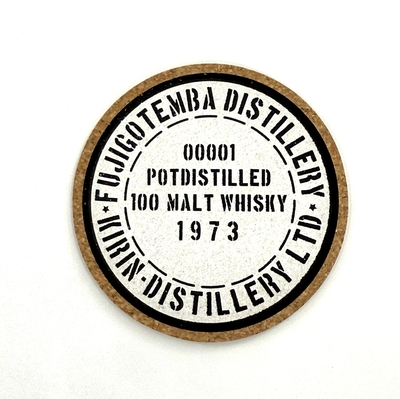 FUJIGOTEMBA DISTILLERY
00001
POTDISTILLED
100 MALT WHISKY
1973
KIRIN-DISTILLERY LTD